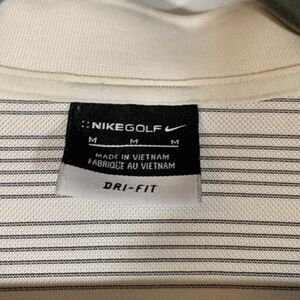 NIKEGOLF
M M M
MADE IN VIETNAM
FABRIQUÉ AU VIETNAM
DRI-FIT